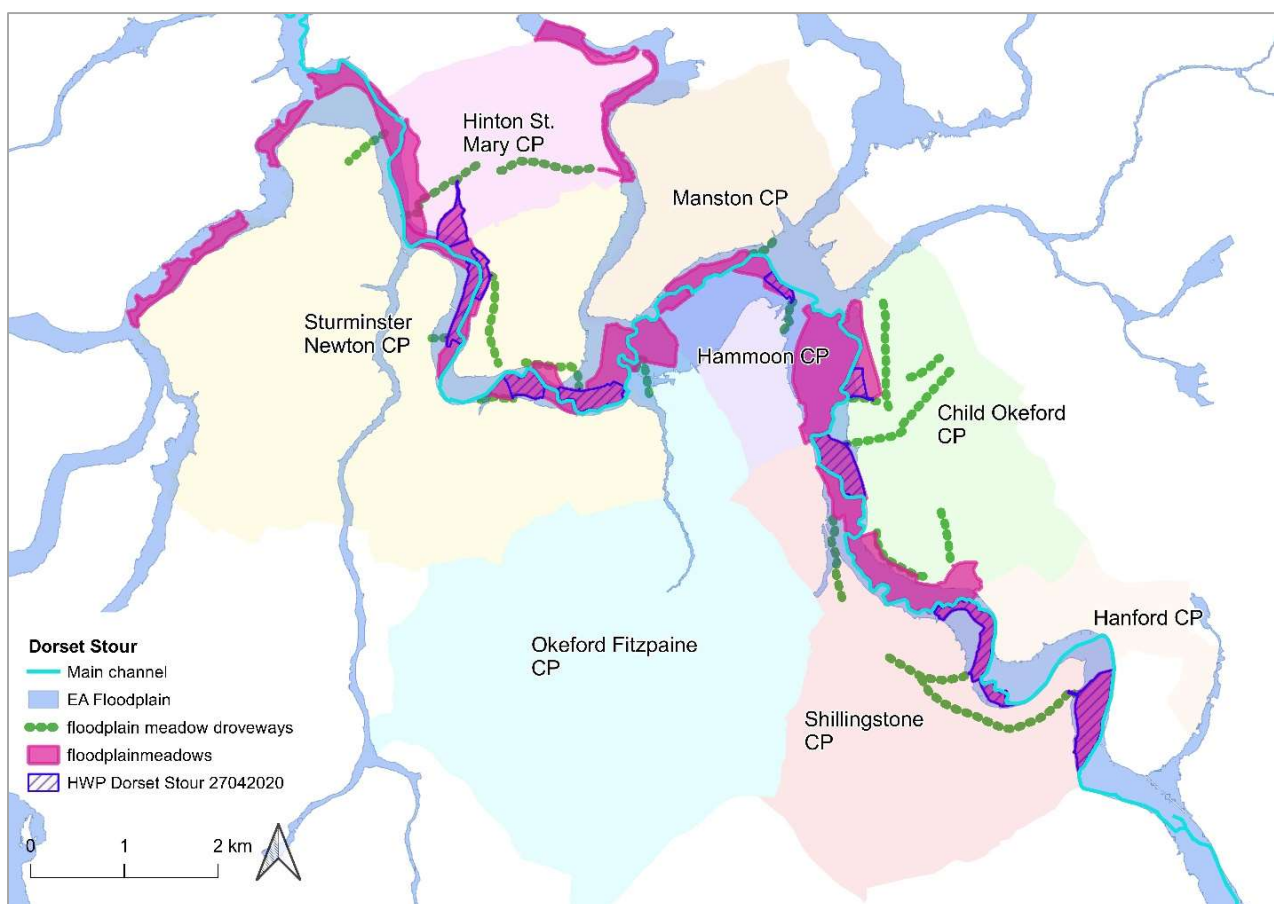 Hinton St.
Mary CP
Manston CP
Sturminster
Newton CP
Hammoon CP
Child Okeford
CP
Hanford CP
Okeford Fitzpaine
CP
Shillingstone
CP
Dorset Stour
Main channel
EA Floodplain
floodplain meadow droveways
floodplainmeadows
HWP Dorset Stour 27042020
0 1 2 km